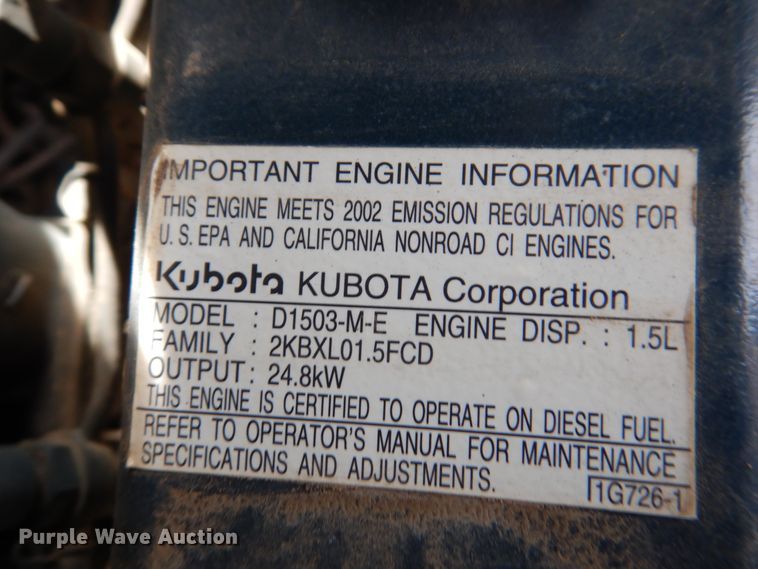 IMPORTANT ENGINE INFORMATION
THIS ENGINE MEETS 2002 EMISSION REGULATIONS FOR
U.S. EPA AND CALIFORNIA NONROAD CI ENGINES.
Kubota KUBOTA Corporation
MODEL : D1503-M-E ENGINE DISP. : 1.5L
FAMILY : 2KBXL01.5FCD
OUTPUT : 24.8kW
THIS ENGINE IS CERTIFIED TO OPERATE ON DIESEL FUEL.
REFER TO OPERATOR'S MANUAL FOR MAINTENANCE
SPECIFICATIONS AND ADJUSTMENTS.
1G726-1
Purple Wave Auction